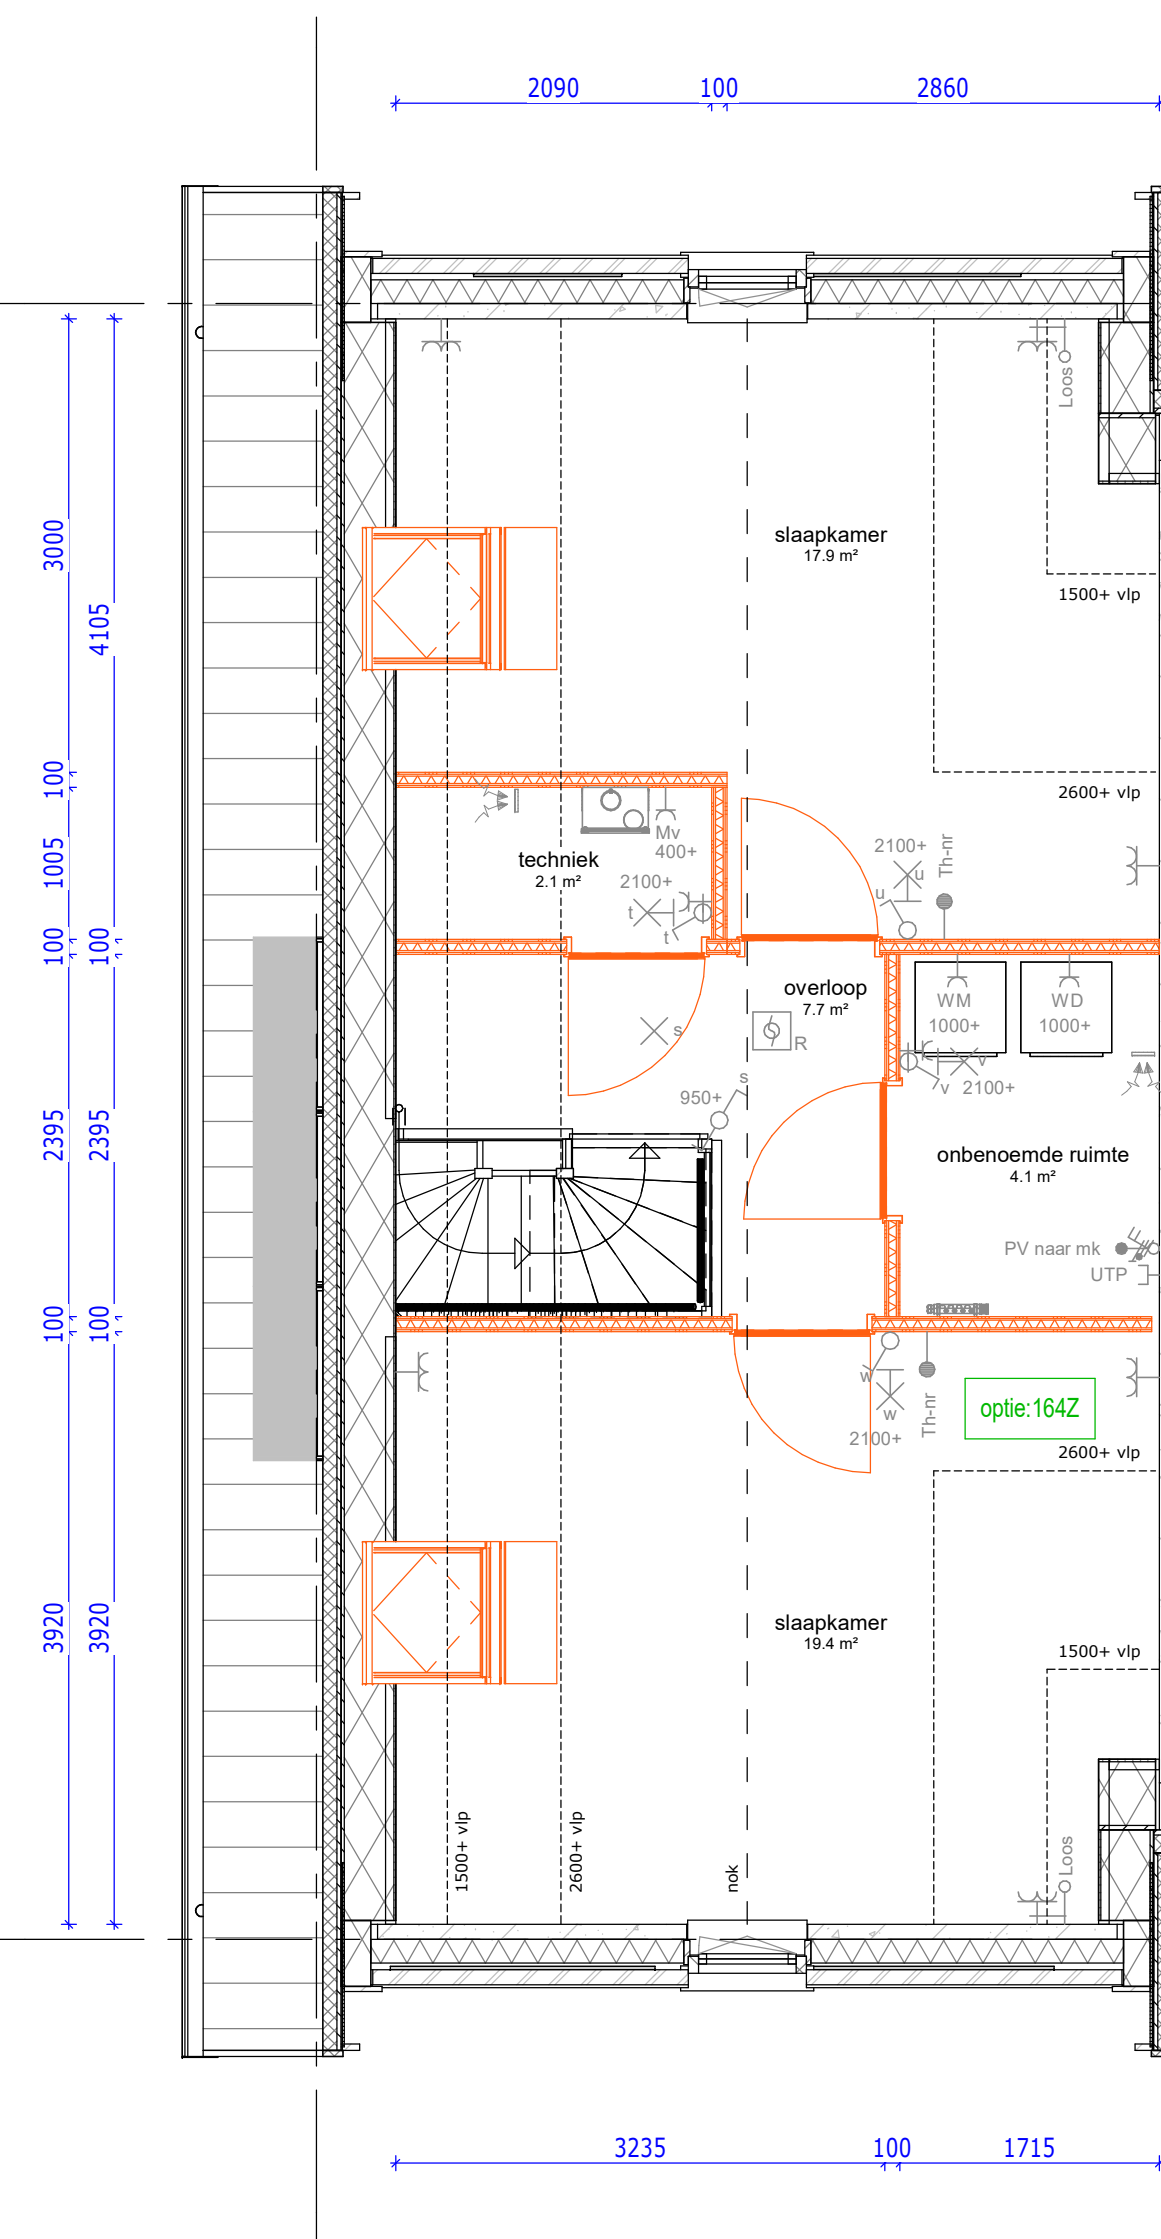 2090
100
2860
Loos
slaapkamer
17.9 m²
1500+ vlp
3000
4105
100
2600+ vlp
1005
techniek
2.1 m²
Mv
400+
2100+
t
t
2100+
u
u
Th-nr
100
100
overloop
7.7 m²
R
s
s
950+
WM
1000+
WD
1000+
v
v
2100+
2395
2395
onbenoemde ruimte
4.1 m²
PV naar mk
UTP
100
100
w
w
2100+
Th-nr
optie:164Z
2600+ vlp
3920
3920
slaapkamer
19.4 m²
1500+ vlp
1500+ vlp
2600+ vlp
nok
Loos
3235
100
1715